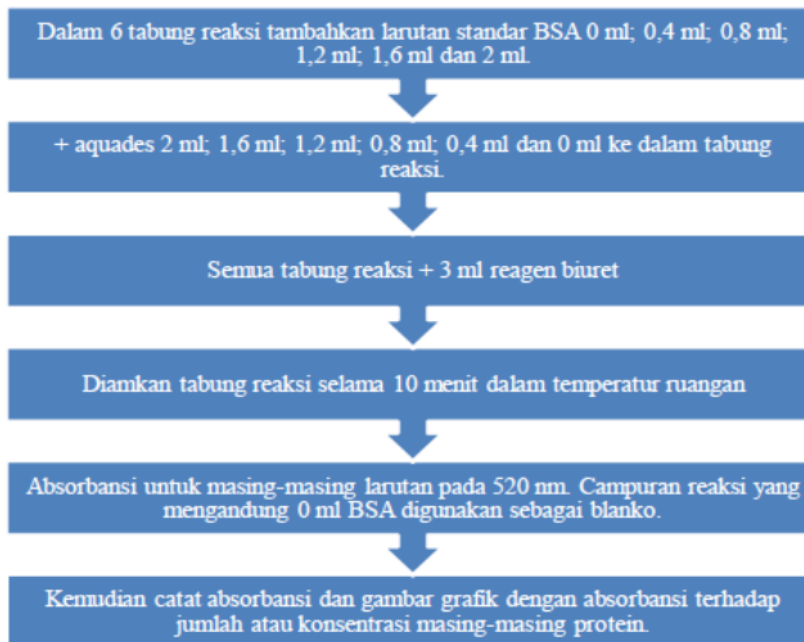 Dalam 6 tabung reaksi tambahkan larutan standar BSA 0 ml; 0,4 ml; 0,8 ml;
1,2 ml; 1,6 ml dan 2 ml.
+ aquades 2 ml; 1,6 ml; 1,2 ml; 0,8 ml; 0,4 ml dan 0 ml ke dalam tabung
reaksi.
Semua tabung reaksi + 3 ml reagen biuret
Diamkan tabung reaksi selama 10 menit dalam temperatur ruangan
Absorbansi untuk masing-masing larutan pada 520 nm. Campuran reaksi yang
mengandung 0 ml BSA digunakan sebagai blanko.
Kemudian catat absorbansi dan gambar grafik dengan absorbansi terhadap
jumlah atau konsentrasi masing-masing protein.